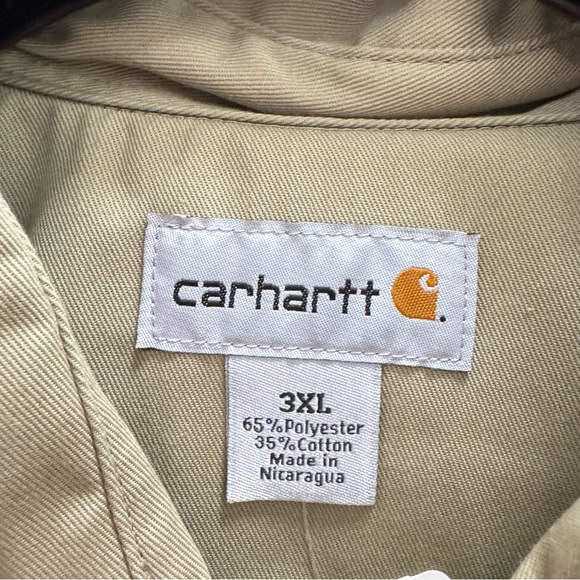 carhartt
3XL
65%Polyester
35%Cotton
Made in
Nicaragua